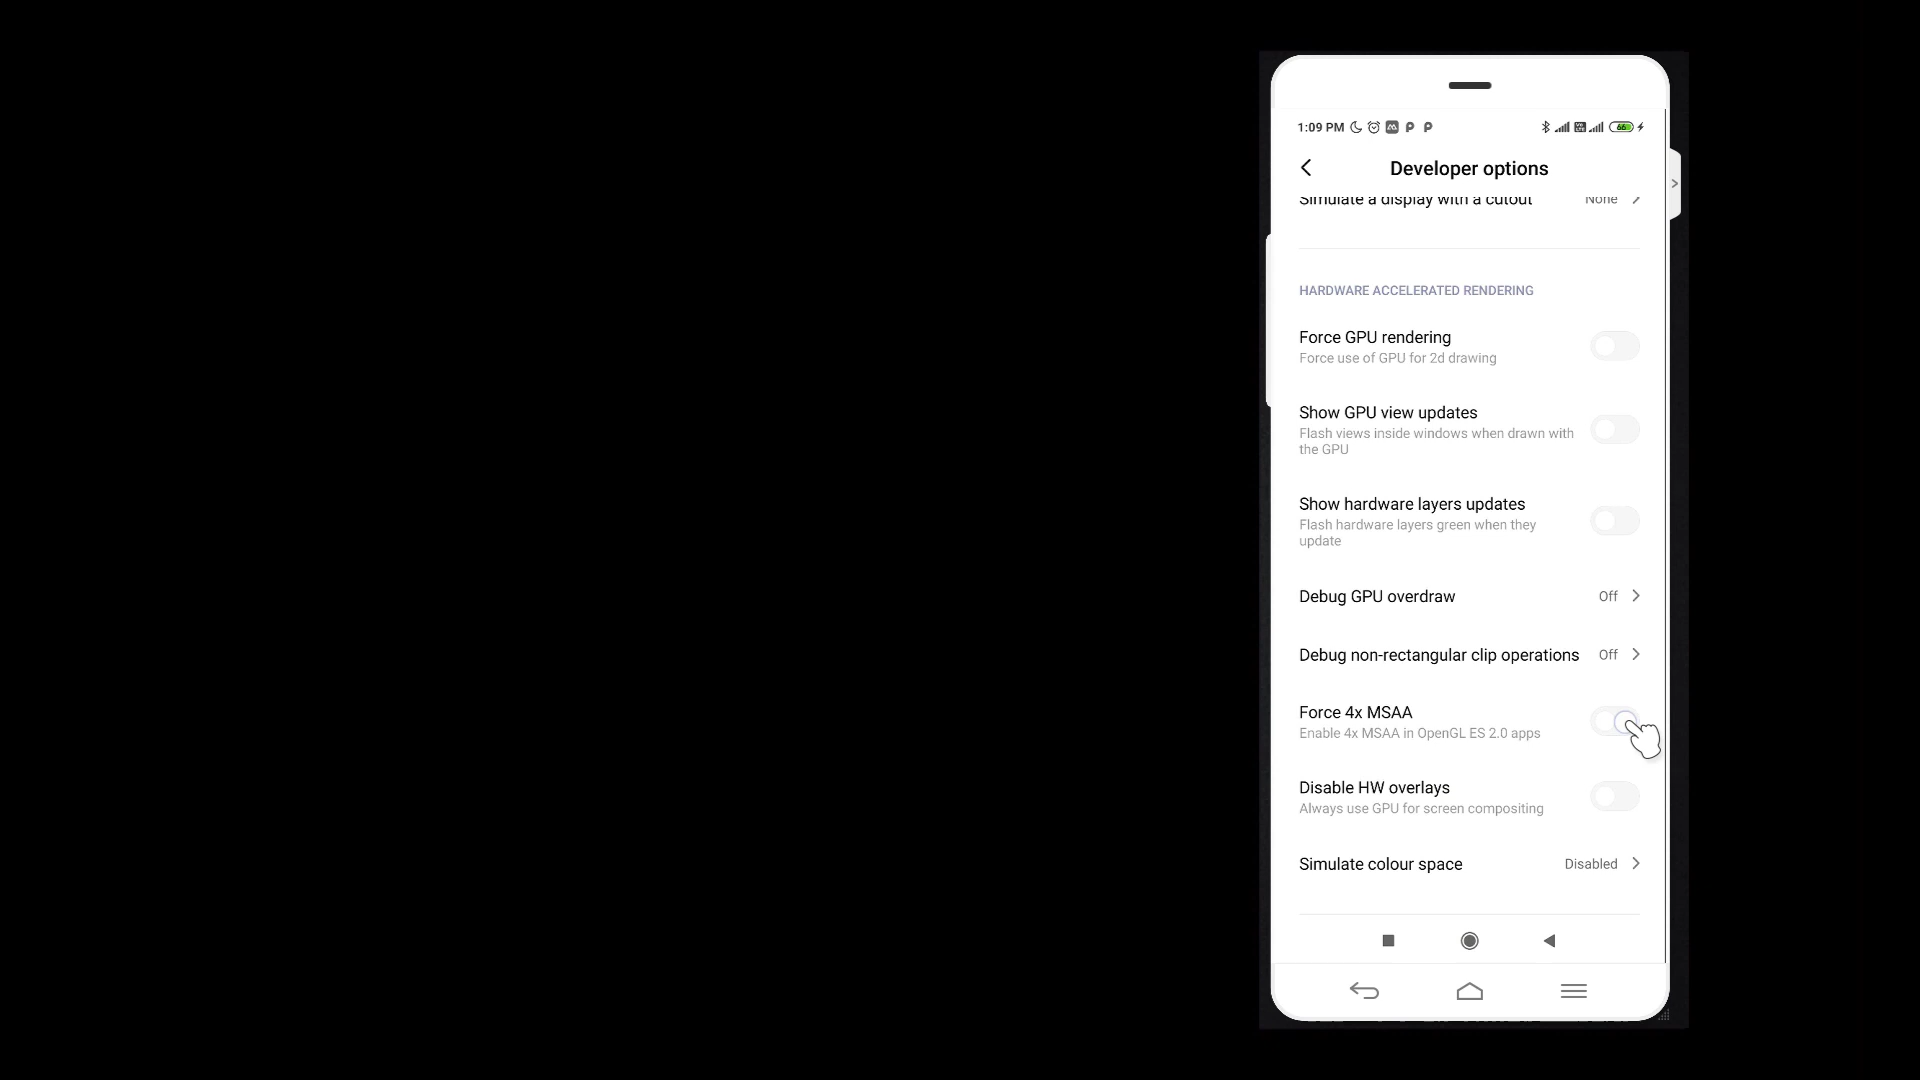 1:09 PM
66
Developer options
Simulate a display with a cutout None
HARDWARE ACCELERATED RENDERING
Force GPU rendering
Force use of GPU for 2d drawing
Show GPU view updates
Flash views inside windows when drawn with
the GPU
Show hardware layers updates
Flash hardware layers green when they
update
Debug GPU overdraw Off
Debug non-rectangular clip operations Off
Force 4x MSAA
Enable 4x MSAA in OpenGL ES 2.0 apps
Disable HW overlays
Always use GPU for screen compositing
Simulate colour space Disabled